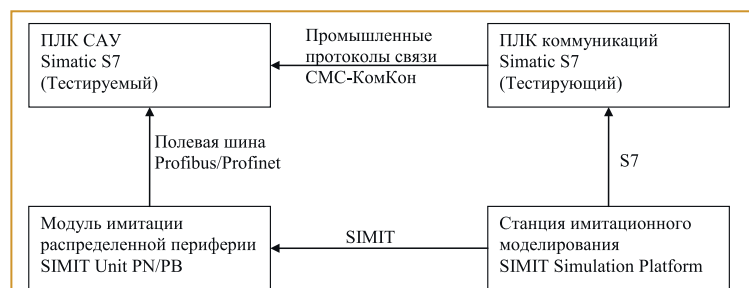 ПЛК САУ
Simatic S7
(Тестируемый)
Промышленные
протоколы связи
СМС-КомКон
ПЛК коммуникаций
Simatic S7
(Тестирующий)
Полевая шина
Profibus/Profinet
S7
Модуль имитации
распределенной периферии
SIMIT Unit PN/PB
SIMIT
Станция имитационного
моделирования
SIMIT Simulation Platform